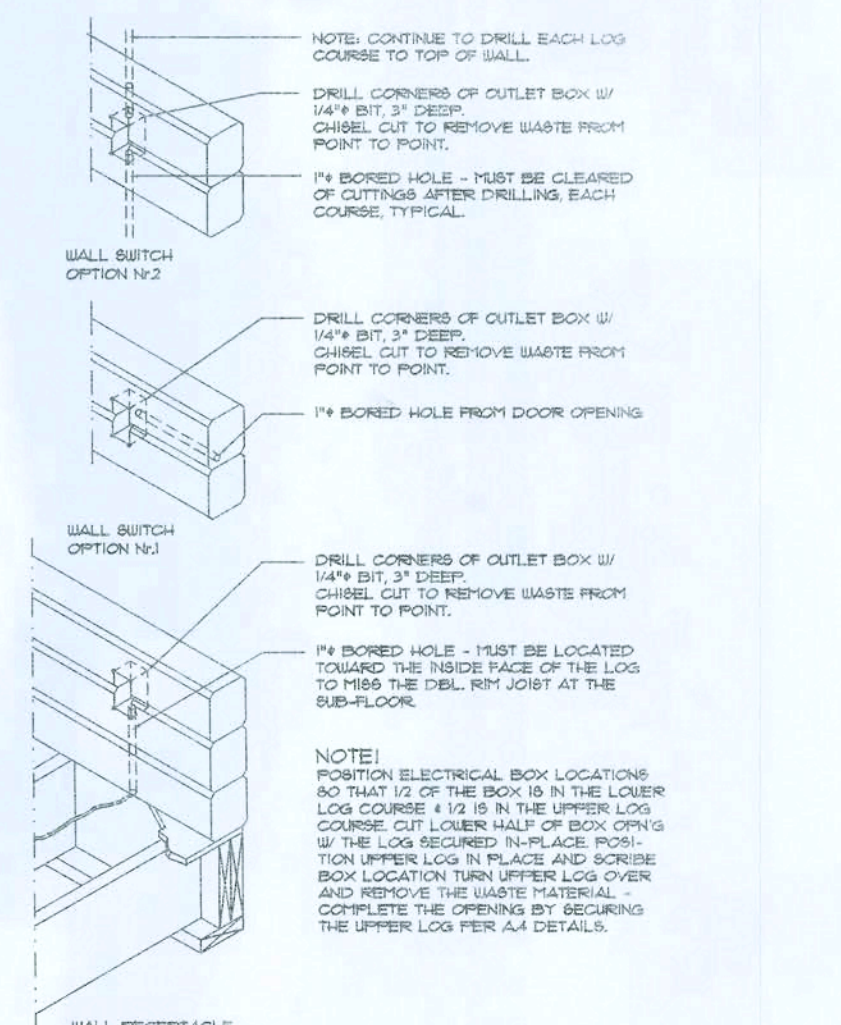 NOTE: CONTINUE TO DRILL EACH LOG
COURSE TO TOP OF WALL.
DRILL CORNERS OF OUTLET BOX W/
1/4"φ BIT, 3" DEEP.
CHISEL CUT TO REMOVE WASTE FROM
POINT TO POINT.
1"φ BORED HOLE - MUST BE CLEARED
OF CUTTINGS AFTER DRILLING, EACH
COURSE, TYPICAL.
WALL SWITCH
OPTION Nr.2
DRILL CORNERS OF OUTLET BOX W/
1/4"φ BIT, 3" DEEP.
CHISEL CUT TO REMOVE WASTE FROM
POINT TO POINT.
1"φ BORED HOLE FROM DOOR OPENING
WALL SWITCH
OPTION Nr.1
DRILL CORNERS OF OUTLET BOX W/
1/4"φ BIT, 3" DEEP.
CHISEL CUT TO REMOVE WASTE FROM
POINT TO POINT.
1"φ BORED HOLE - MUST BE LOCATED
TOWARD THE INSIDE FACE OF THE LOG
TO MISS THE DBL. RIM JOIST AT THE
SUB-FLOOR
NOTE!
POSITION ELECTRICAL BOX LOCATIONS
SO THAT 1/2 OF THE BOX IS IN THE LOWER
LOG COURSE & 1/2 IS IN THE UPPER LOG
COURSE. CUT LOWER HALF OF BOX OPN'G
W/ THE LOG SECURED IN-PLACE. POSI-
TION UPPER LOG IN PLACE AND SCRIBE
BOX LOCATION TURN UPPER LOG OVER
AND REMOVE THE WASTE MATERIAL -
COMPLETE THE OPENING BY SECURING
THE UPPER LOG PER A.4 DETAILS.
WALL RECEPTACLE